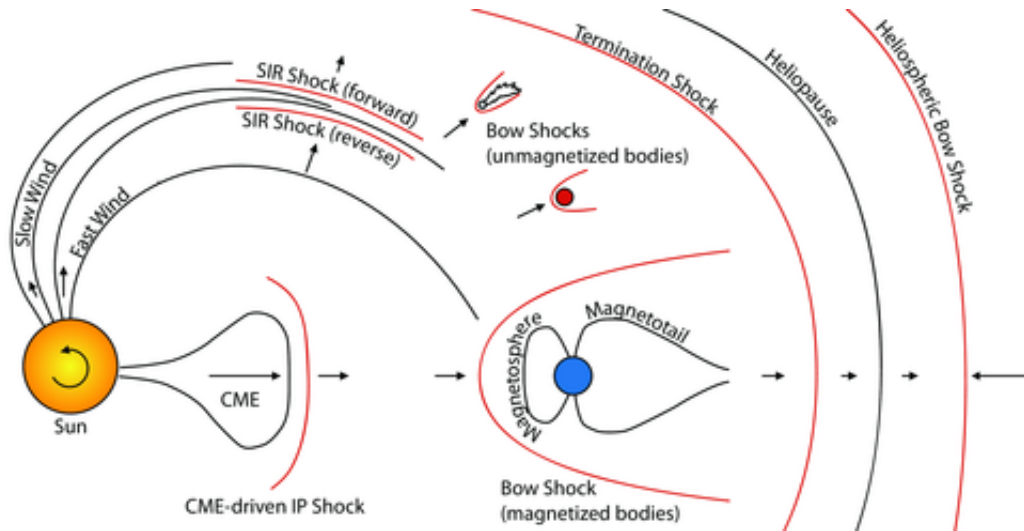 SIR Shock (forward)
SIR Shock (reverse)
Slow Wind
Fast Wind
Sun
CME
CME-driven IP Shock
Bow Shocks
(unmagnetized bodies)
Magnetosphere
Magnetotail
Bow Shock
(magnetized bodies)
Termination Shock
Heliopause
Heliospheric Bow Shock